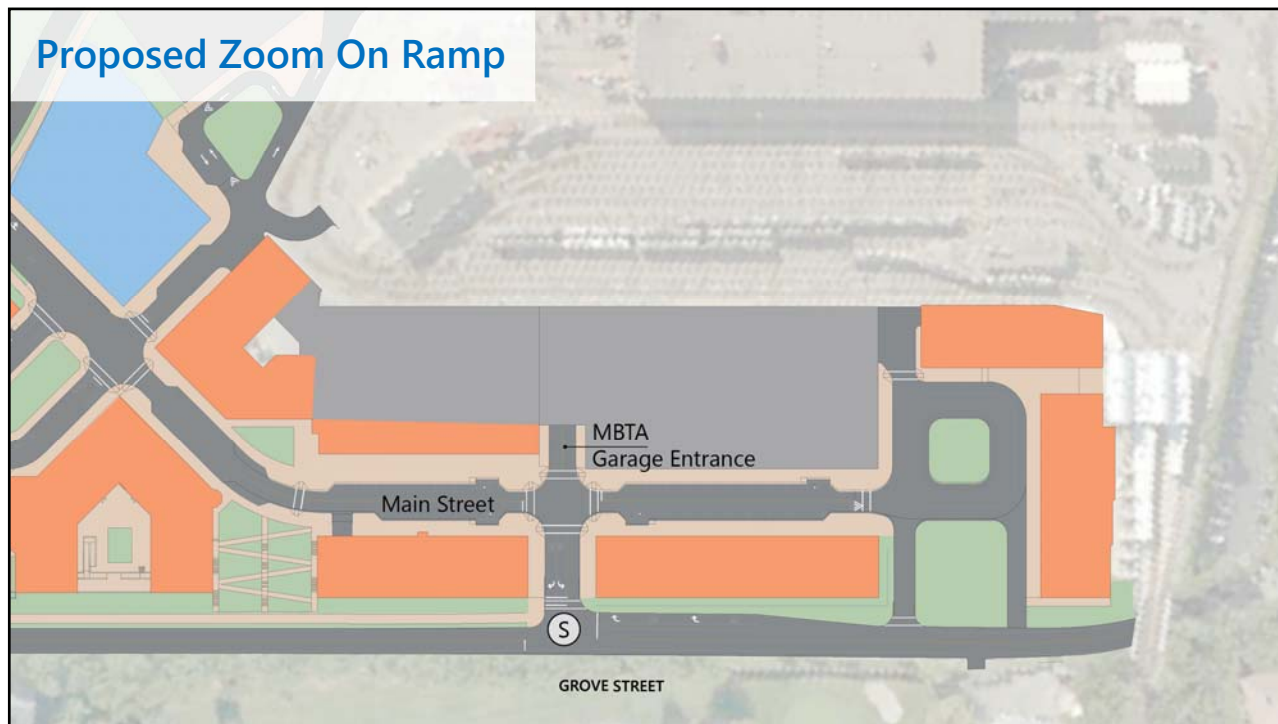 Proposed Zoom On Ramp
MBTA
Garage Entrance
Main Street
S
GROVE STREET